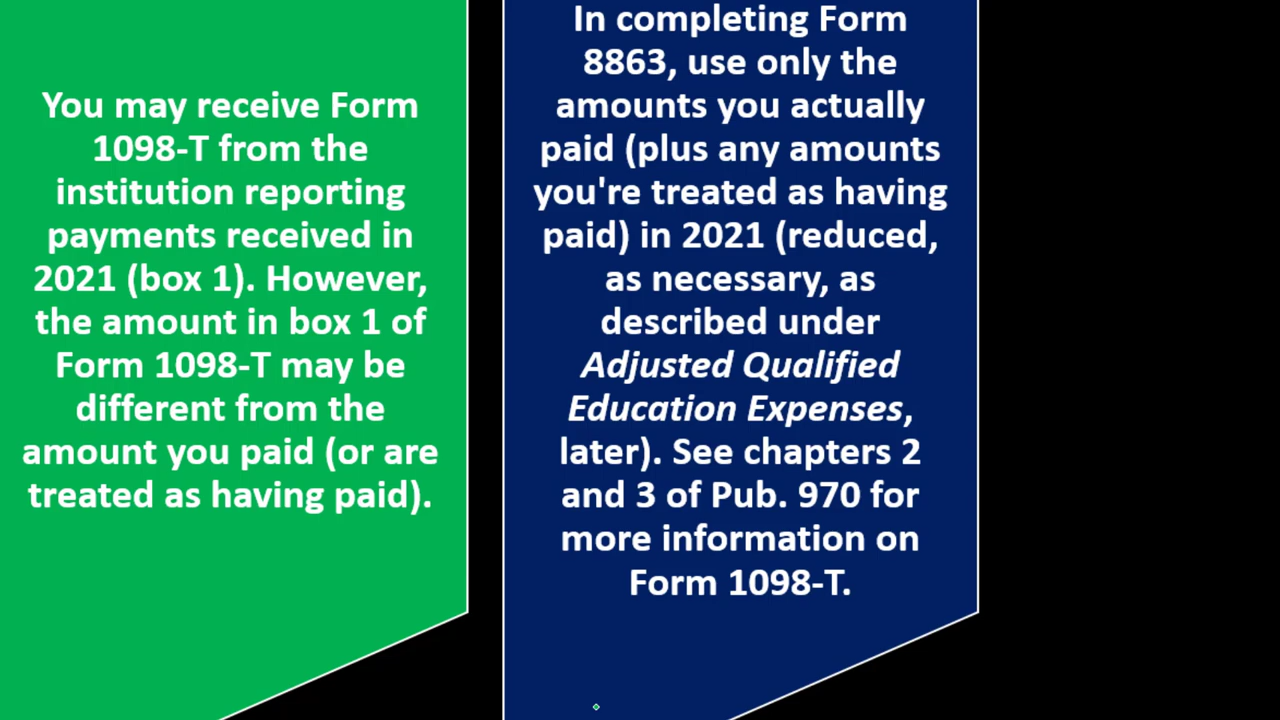 You may receive Form
1098-T from the
institution reporting
payments received in
2021 (box 1). However,
the amount in box 1 of
Form 1098-T may be
different from the
amount you paid (or are
treated as having paid).
In completing Form
8863, use only the
amounts you actually
paid (plus any amounts
you're treated as having
paid) in 2021 (reduced,
as necessary, as
described under
Adjusted Qualified
Education Expenses,
later). See chapters 2
and 3 of Pub. 970 for
more information on
Form 1098-T.